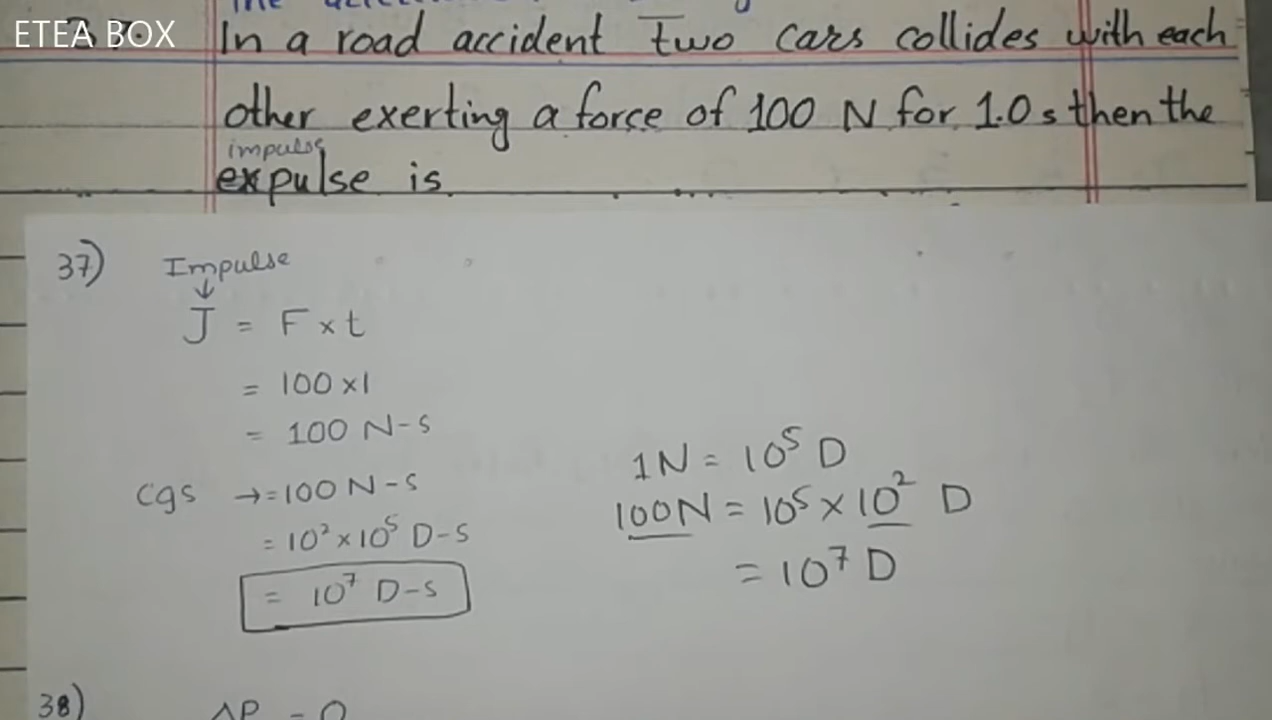 ETEA BOX
In a road accident Two cars collides with each
other exerting a force of 100 N for 1.0 s then the
impulse
expulse is
37) Impulse
↓
J = F × t
= 100 × 1
= 100 N-s
cgs → = 100 N-s
= 10² × 10⁵ D-s
= 10⁷ D-s
1N = 10⁵ D
100N = 10⁵ × 10² D
= 10⁷ D
38) ΔP = 0